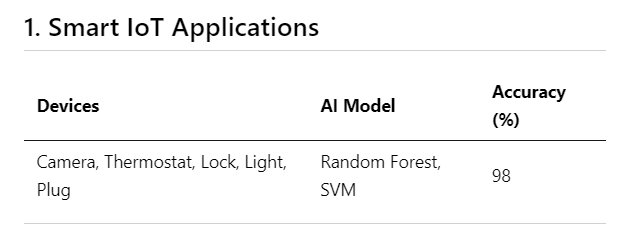 1. Smart IoT Applications
Devices AI Model Accuracy
(%)
Camera, Thermostat, Lock, Light, Random Forest, 98
Plug SVM